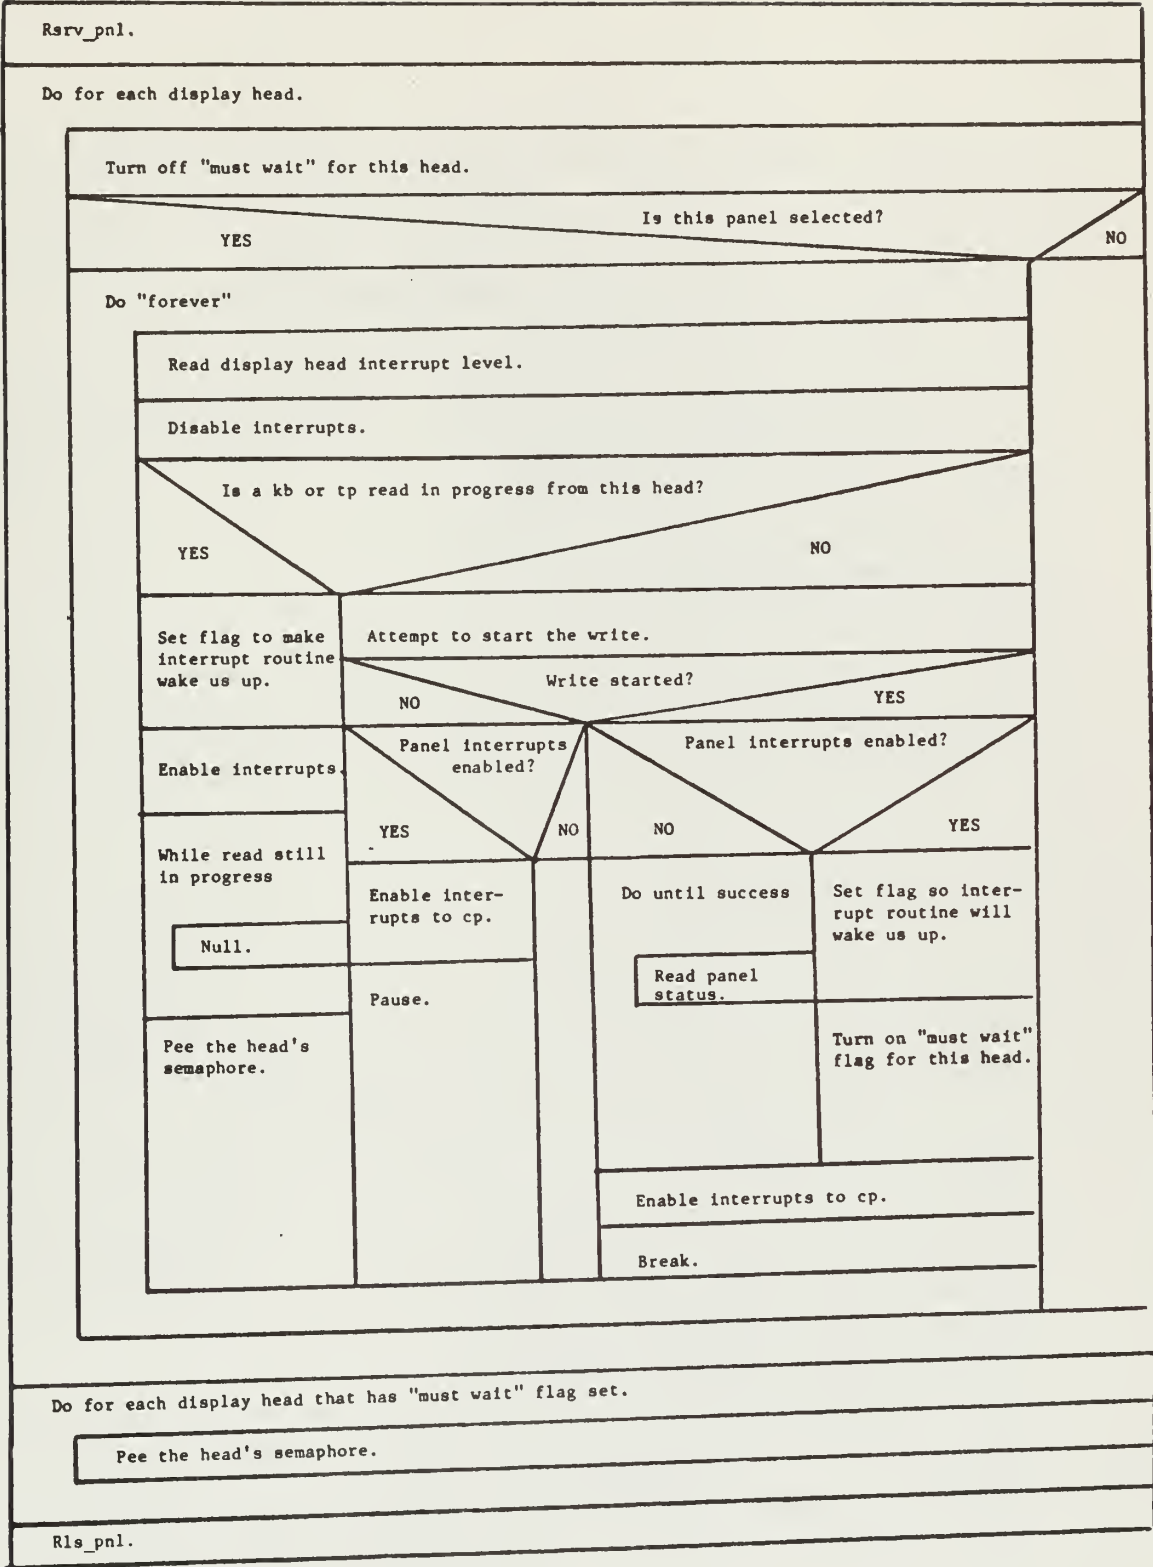 Rsrv_pnl.
Do for each display head.
Turn off "must wait" for this head.
Is this panel selected?
YES
NO
Do "forever"
Read display head interrupt level.
Disable interrupts.
Is a kb or tp read in progress from this head?
YES
NO
Set flag to make
interrupt routine
wake us up.
Attempt to start the write.
Write started?
NO
YES
Enable interrupts.
Panel interrupts
enabled?
YES
NO
Panel interrupts enabled?
NO
YES
While read still
in progress
Null.
Pee the head's
semaphore.
Enable inter-
rupts to cp.
Pause.
Do until success
Read panel
status.
Set flag so inter-
rupt routine will
wake us up.
Turn on "must wait"
flag for this head.
Enable interrupts to cp.
Break.
Do for each display head that has "must wait" flag set.
Pee the head's semaphore.
Rls_pnl.